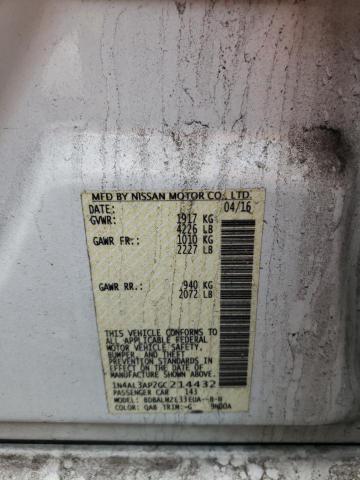 MFD BY NISSAN MOTOR CO., LTD.
DATE: 04/16
GVWR: 1917 KG
4226 LB
GAWR FR: 1010 KG
2227 LB
GAWR RR: 940 KG
2072 LB
THIS VEHICLE CONFORMS TO
ALL APPLICABLE FEDERAL
MOTOR VEHICLE SAFETY,
BUMPER, AND THEFT
PREVENTION STANDARDS IN
EFFECT ON THE DATE OF
MANUFACTURE SHOWN ABOVE.
1N4AL3AP2GC214432
PASSENGER CAR 143
MODEL:
COLOR: QAB TRIM:-G